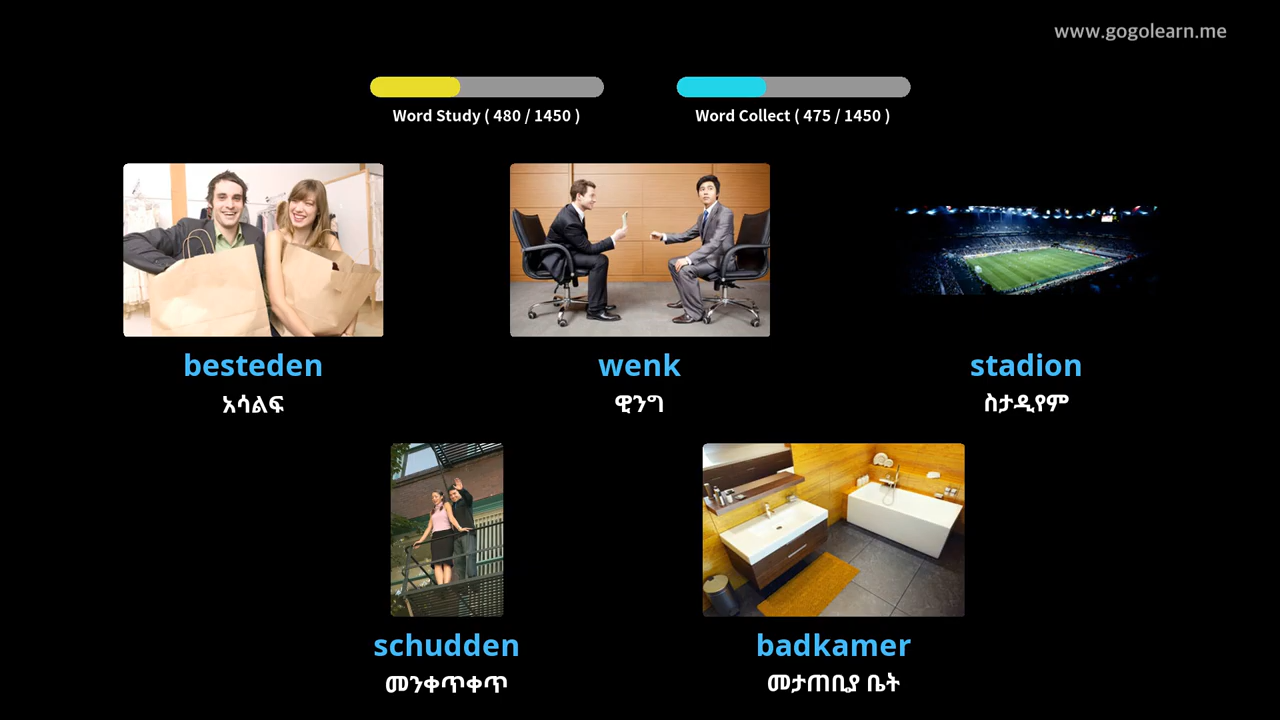 www.gogolearn.me
Word Study ( 480 / 1450 )
Word Collect ( 475 / 1450 )
besteden
አሳልፍ
wenk
ዊንግ
stadion
ስታዲየም
schudden
መንቀጥቀጥ
badkamer
መታጠቢያ ቤት